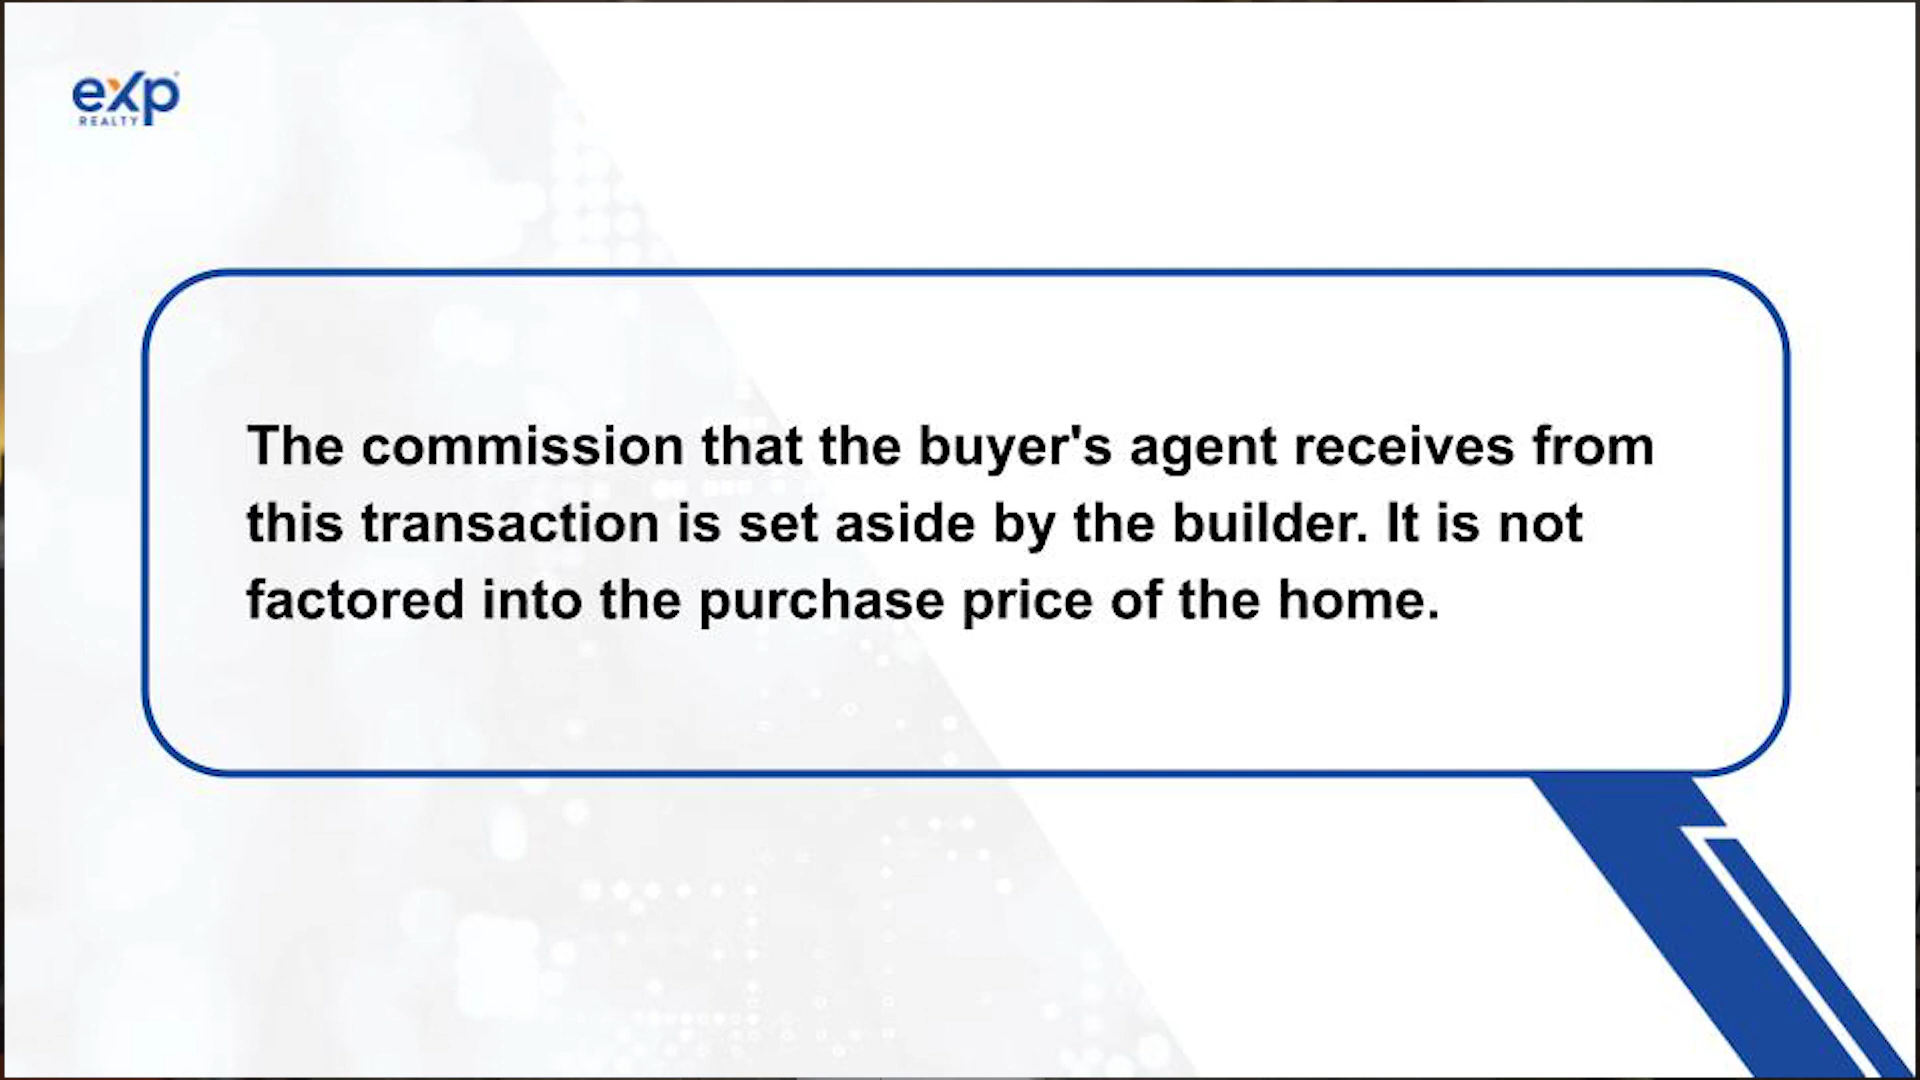 exp
REALTY
The commission that the buyer's agent receives from
this transaction is set aside by the builder. It is not
factored into the purchase price of the home.